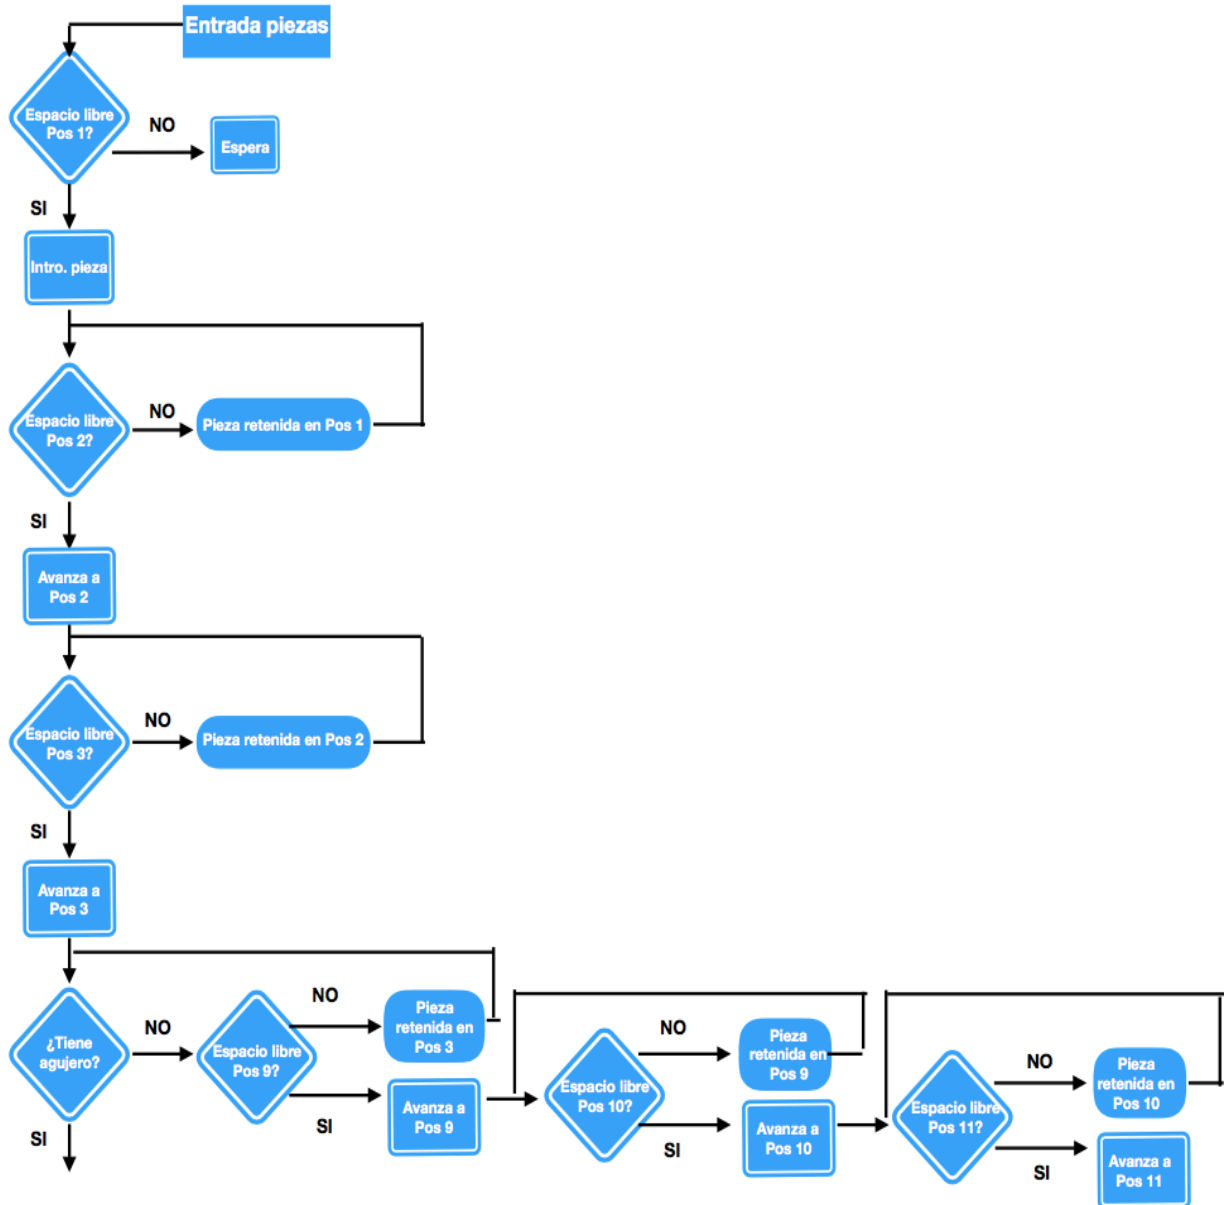 Entrada piezas
Espacio libre
Pos 1?
NO
Espera
SI
Intro. pieza
Espacio libre
Pos 2?
NO
Pieza retenida en Pos 1
SI
Avanza a
Pos 2
Espacio libre
Pos 3?
NO
Pieza retenida en Pos 2
SI
Avanza a
Pos 3
¿Tiene
agujero?
NO
SI
Espacio libre
Pos 9?
NO
Pieza
retenida en
Pos 3
SI
Avanza a
Pos 9
Espacio libre
Pos 10?
NO
Pieza
retenida en
Pos 9
SI
Avanza a
Pos 10
Espacio libre
Pos 11?
NO
Pieza
retenida en
Pos 10
SI
Avanza a
Pos 11